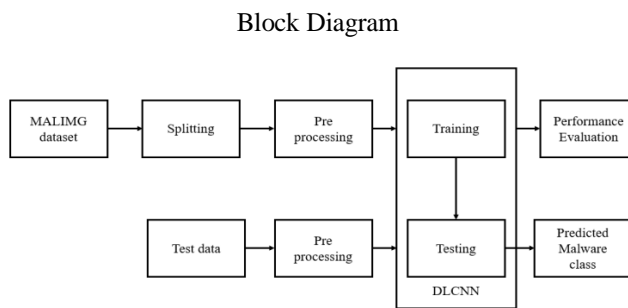 Block Diagram
MALIMG
dataset
Splitting
Pre
processing
Training
Performance
Evaluation
Test data
Pre
processing
Testing
Predicted
Malware
class
DLCNN